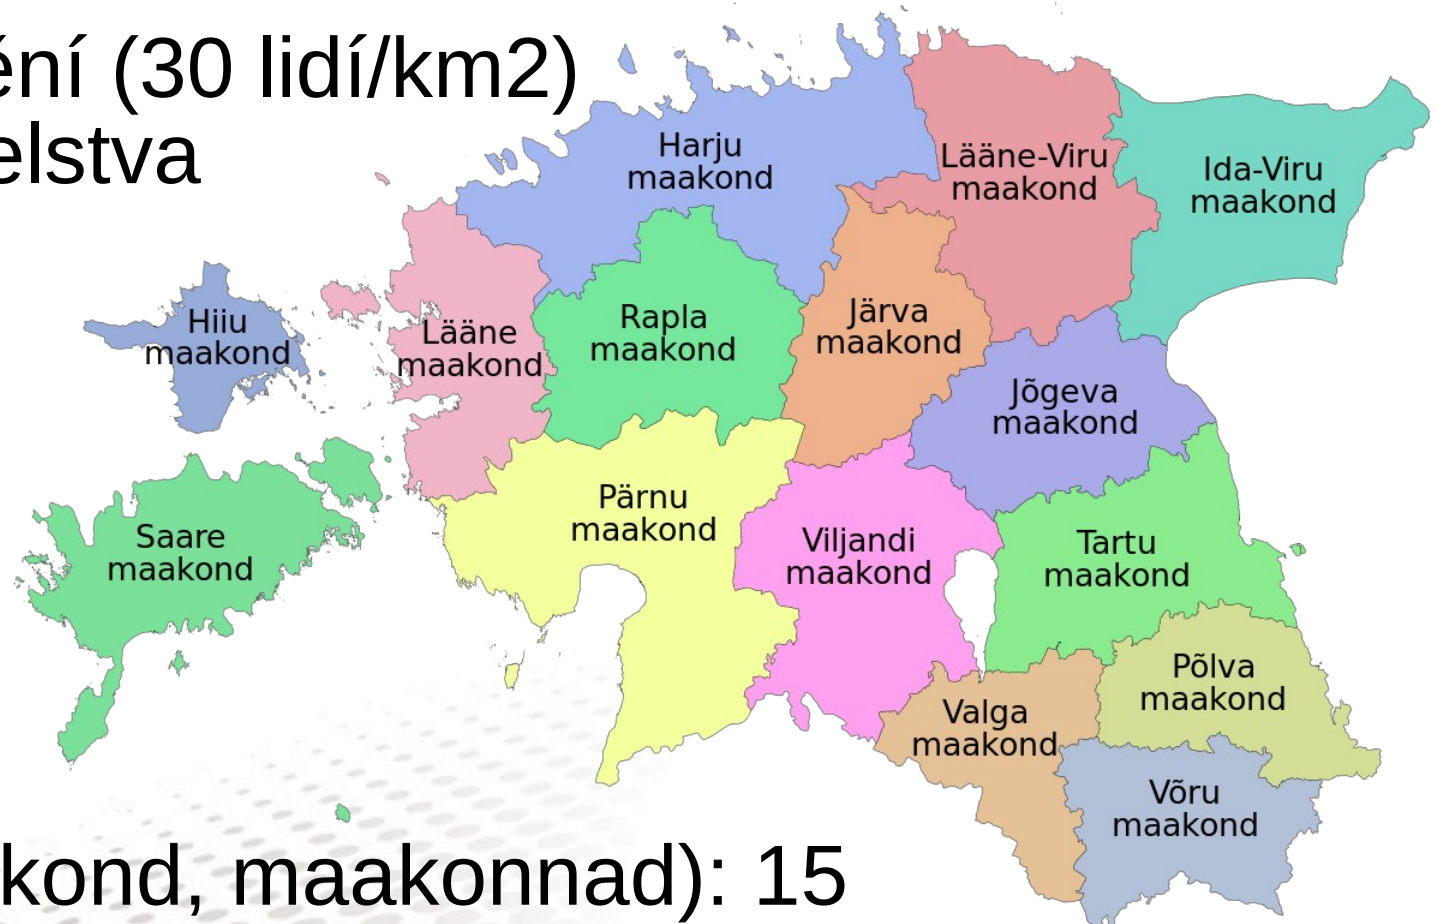 ění (30 lidí/km2)
elstva
Harju
maakond
Lääne-Viru
maakond
Ida-Viru
maakond
Hiiu
maakond
Lääne
maakond
Rapla
maakond
Järva
maakond
Jõgeva
maakond
Saare
maakond
Pärnu
maakond
Viljandi
maakond
Tartu
maakond
Põlva
maakond
Valga
maakond
Võru
maakond
kond, maakonnad): 15